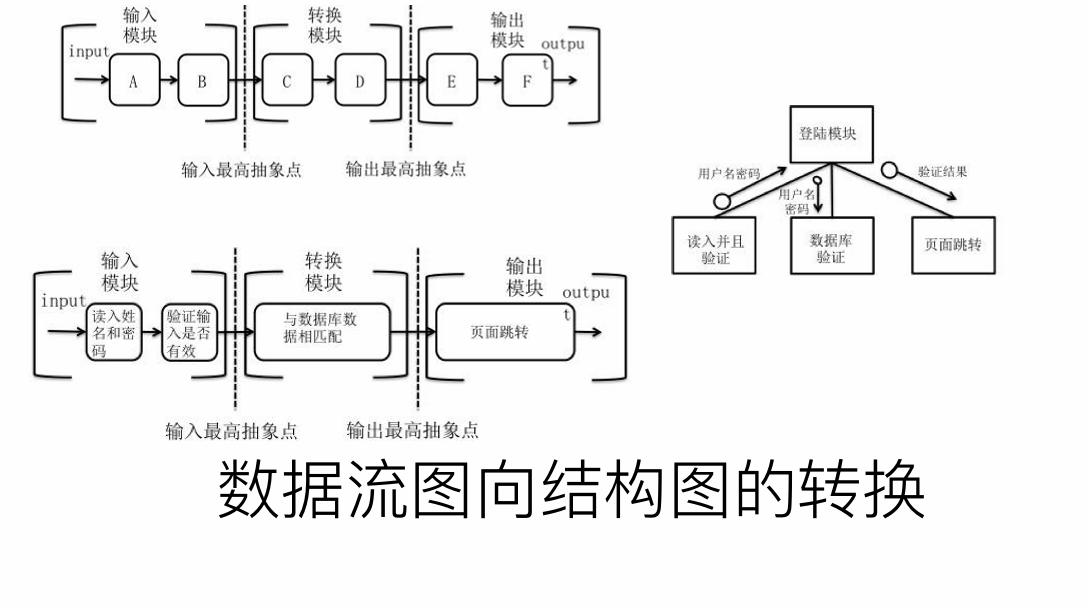 输入
模块
转换
模块
输出
模块
input
outpu
t
A
B
C
D
E
F
输入最高抽象点
输出最高抽象点
登陆模块
用户名密码
用户名
密码
验证结果
读入并且
验证
数据库
验证
页面跳转
输入
模块
转换
模块
输出
模块
input
outpu
t
读入姓
名和密
码
验证输
入是否
有效
与数据库数
据相匹配
页面跳转
输入最高抽象点
输出最高抽象点
数据流图向结构图的转换